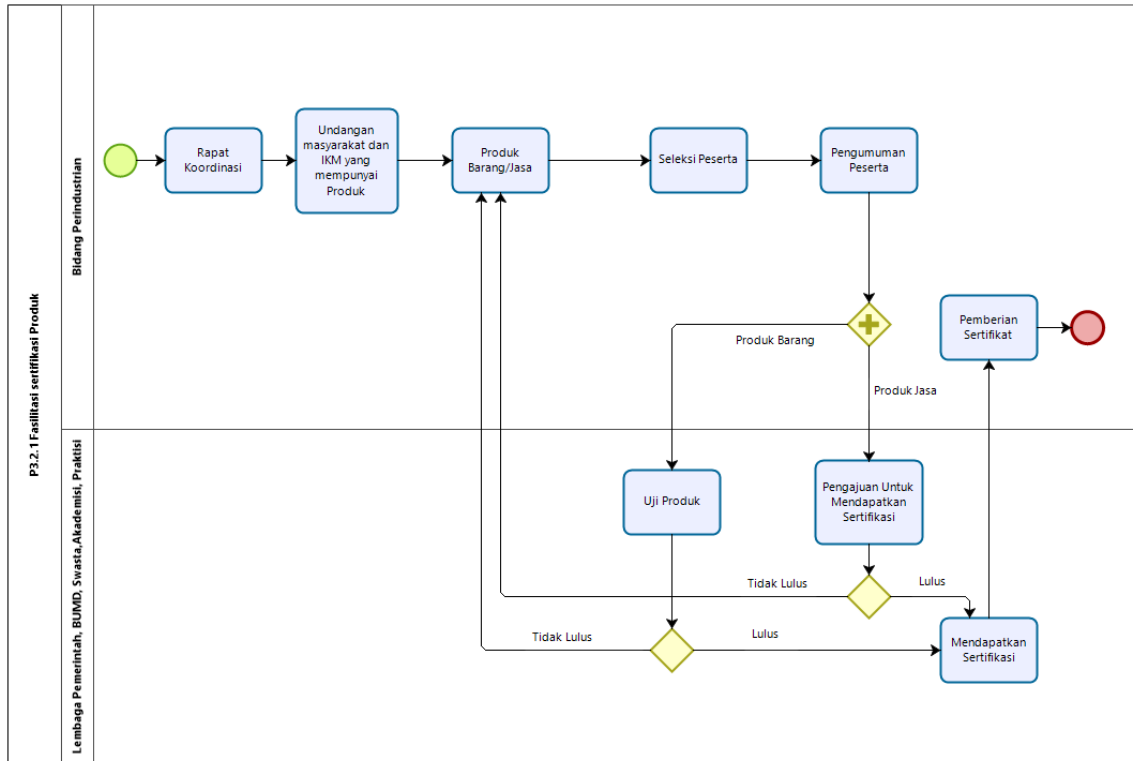 P3.2.1 Fasilitasi sertifikasi Produk
Bidang Perindustrian
Rapat
Koordinasi
Undangan
masyarakat dan
IKM yang
mempunyai
Produk
Produk
Barang/Jasa
Seleksi Peserta
Pengumuman
Peserta
Pemberian
Sertifikat
Produk Barang
Produk Jasa
Lembaga Pemerintah, BUMD, Swasta,Akademisi, Praktisi
Uji Produk
Pengajuan Untuk
Mendapatkan
Sertifikasi
Tidak Lulus
Lulus
Tidak Lulus
Lulus
Mendapatkan
Sertifikasi